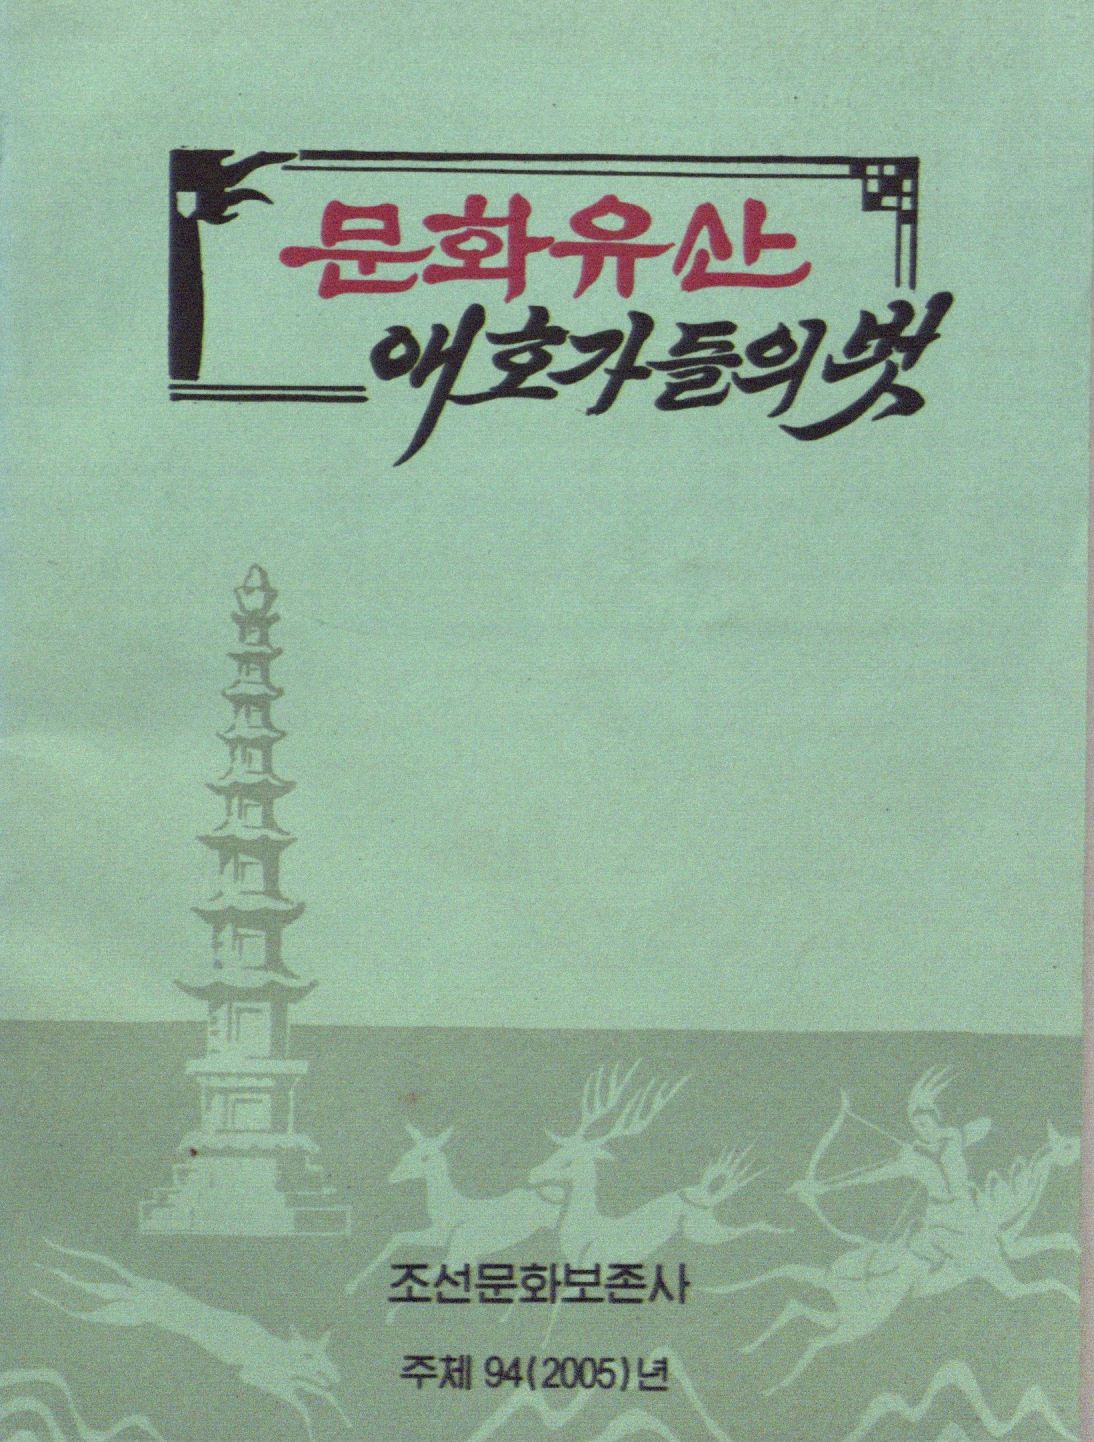 문화유산
애호가들의 벗
조선문화보존사
주체 94(2005)년